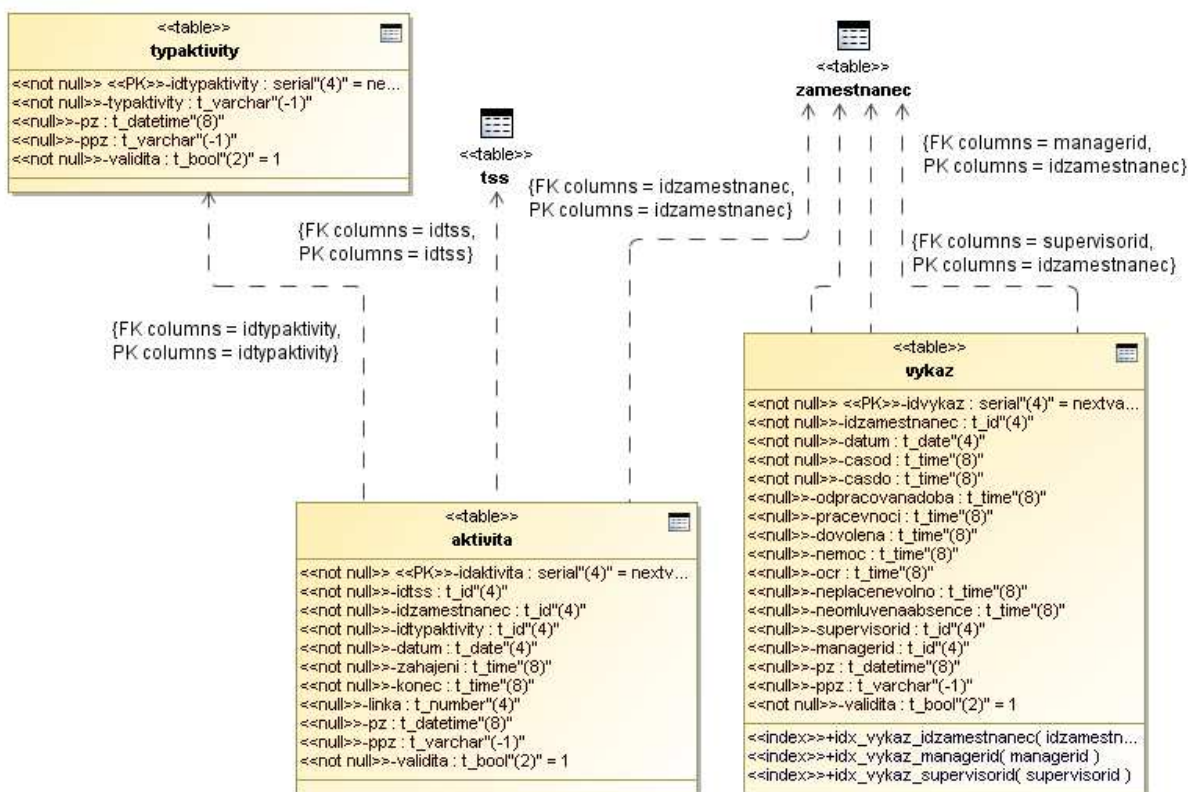 <<table>>
typaktivity
<<not null>> <<PK>>-idtypaktivity : serial"(4)" = ne...
<<not null>>-typaktivity : t_varchar"(-1)"
<<null>>-pz : t_datetime"(8)"
<<null>>-ppz : t_varchar"(-1)"
<<not null>>-validita : t_bool"(2)" = 1
<<table>>
tss
<<table>>
zamestnanec
{FK columns = managerid,
PK columns = idzamestnanec}
{FK columns = idzamestnanec,
PK columns = idzamestnanec}
{FK columns = idtss,
PK columns = idtss}
{FK columns = supervisorid,
PK columns = idzamestnanec}
{FK columns = idtypaktivity,
PK columns = idtypaktivity}
<<table>>
aktivita
<<not null>> <<PK>>-idaktivita : serial"(4)" = nextv...
<<not null>>-idtss : t_id"(4)"
<<not null>>-idzamestnanec : t_id"(4)"
<<not null>>-idtypaktivity : t_id"(4)"
<<not null>>-datum : t_date"(4)"
<<not null>>-zahajeni : t_time"(8)"
<<not null>>-konec : t_time"(8)"
<<null>>-linka : t_number"(4)"
<<null>>-pz : t_datetime"(8)"
<<null>>-ppz : t_varchar"(-1)"
<<not null>>-validita : t_bool"(2)" = 1
<<table>>
vykaz
<<not null>> <<PK>>-idvykaz : serial"(4)" = nextva...
<<not null>>-idzamestnanec : t_id"(4)"
<<not null>>-datum : t_date"(4)"
<<not null>>-casod : t_time"(8)"
<<not null>>-casdo : t_time"(8)"
<<null>>-odpracovanadoba : t_time"(8)"
<<null>>-pracevnoci : t_time"(8)"
<<null>>-dovolena : t_time"(8)"
<<null>>-nemoc : t_time"(8)"
<<null>>-ocr : t_time"(8)"
<<null>>-neplacenevolno : t_time"(8)"
<<null>>-neomluvenaabsence : t_time"(8)"
<<null>>-supervisorid : t_id"(4)"
<<null>>-managerid : t_id"(4)"
<<null>>-pz : t_datetime"(8)"
<<null>>-ppz : t_varchar"(-1)"
<<not null>>-validita : t_bool"(2)" = 1
<<index>>+idx_vykaz_idzamestnanec( idzamestn...
<<index>>+idx_vykaz_managerid( managerid )
<<index>>+idx_vykaz_supervisorid( supervisorid )